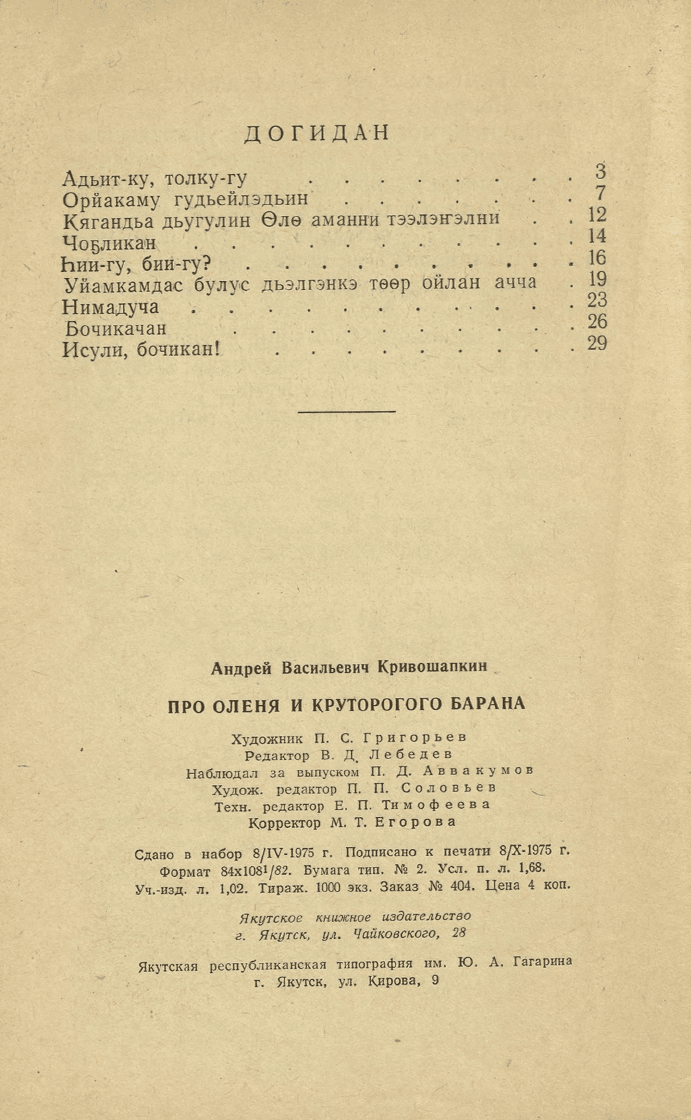 ДОГИДАН
Адьит-ку, толку-гу . . . . . . . . 3
Орйакаму гудьейлэдьин . . . . . . . 7
Қягандьа дьугулин Өлө аманни тээлэҥэлни . . 12
Чоҕликан . . . . . . . . . . . 14
Һии-гу, бии-гу? . . . . . . . . . . 16
Уйамкамдас булус дьэлгэнкэ төөр ойлан ачча . 19
Нимадуча . . . . . . . . . . . 23
Бочикачан . . . . . . . . . 26
Исули, бочикан! . . . . . . . . . 29
Андрей Васильевич Кривошапкин
ПРО ОЛЕНЯ И КРУТОРОГОГО БАРАНА
Художник П. С. Григорьев
Редактор В. Д. Лебедев
Наблюдал за выпуском П. Д. Аввакумов
Худож. редактор П. П. Соловьев
Техн. редактор Е. П. Тимофеева
Корректор М. Т. Егорова
Сдано в набор 8/IV-1975 г. Подписано к печати 8/X-1975 г.
Формат 84х1081/82. Бумага тип. № 2. Усл. п. л. 1,68.
Уч.-изд. л. 1,02. Тираж. 1000 экз. Заказ № 404. Цена 4 коп.
Якутское книжное издательство
г. Якутск, ул. Чайковского, 28
Якутская республиканская типография им. Ю. А. Гагарина
г. Якутск, ул. Кирова, 9